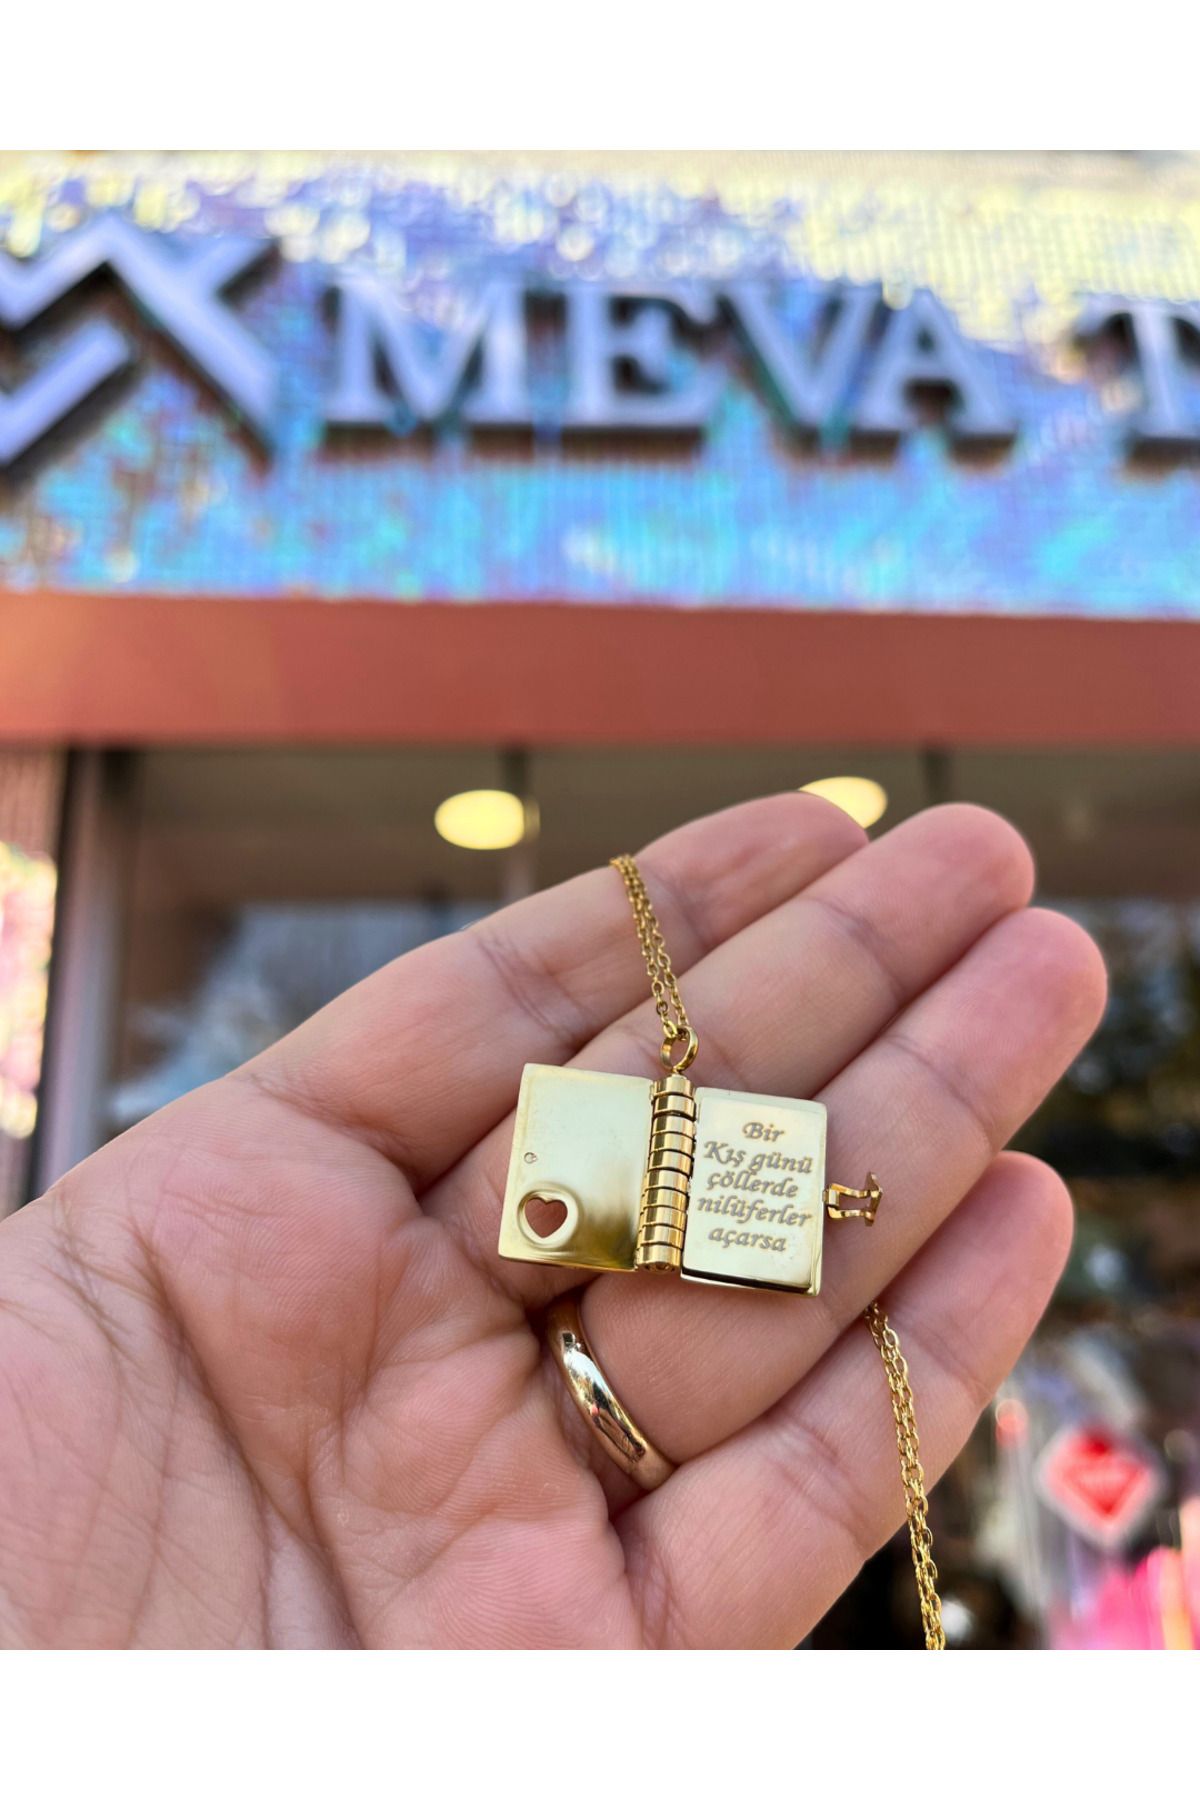 MEVA T
Bir
Kış günü
çöllerde
nilüferler
açarsa